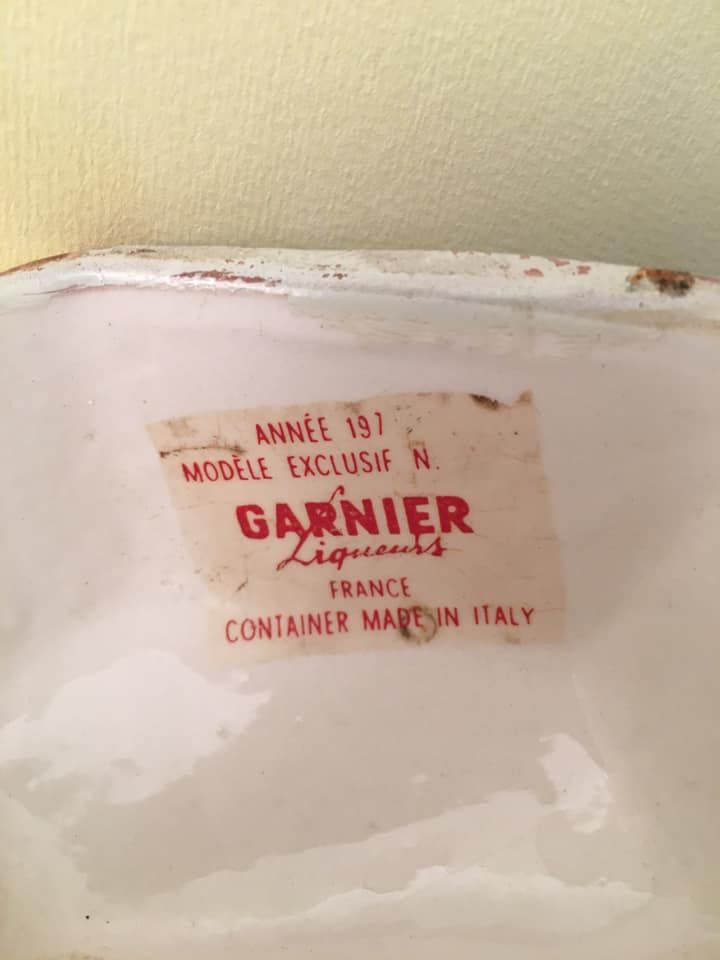 ANNÉE 197
MODÈLE EXCLUSIF N.
GARNIER
Liqueurs
FRANCE
CONTAINER MADE IN ITALY